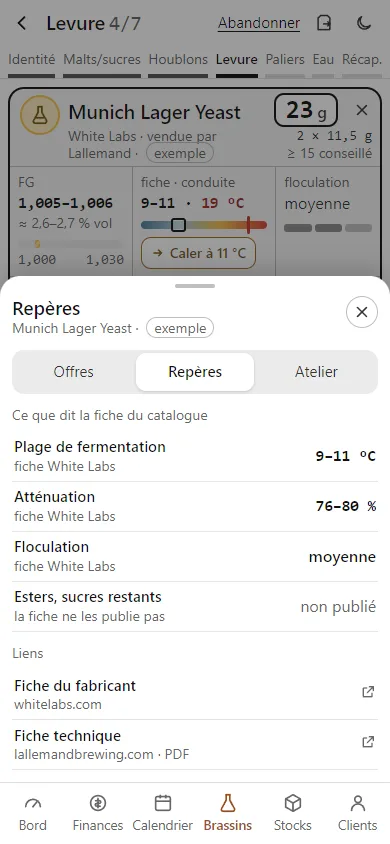 Levure 4/7
Abandonner
Identité Malts/sucres Houblons Levure Paliers Eau Récap.
Munich Lager Yeast
23 g
White Labs · vendue par
Lallemand · exemple
2 x 11,5 g
≥ 15 conseillé
FG
1,005–1,006
≈ 2,6–2,7 % vol
1,000 1,030
fiche · conduite
9–11 · 19 °C
→ Caler à 11 °C
floculation
moyenne
Repères
Munich Lager Yeast · exemple
Offres Repères Atelier
Ce que dit la fiche du catalogue
Plage de fermentation
fiche White Labs
9–11 °C
Atténuation
fiche White Labs
76–80 %
Floculation
fiche White Labs
moyenne
Esters, sucres restants
la fiche ne les publie pas
non publié
Liens
Fiche du fabricant
whitelabs.com
Fiche technique
lallemandbrewing.com · PDF
Bord Finances Calendrier Brassins Stocks Clients